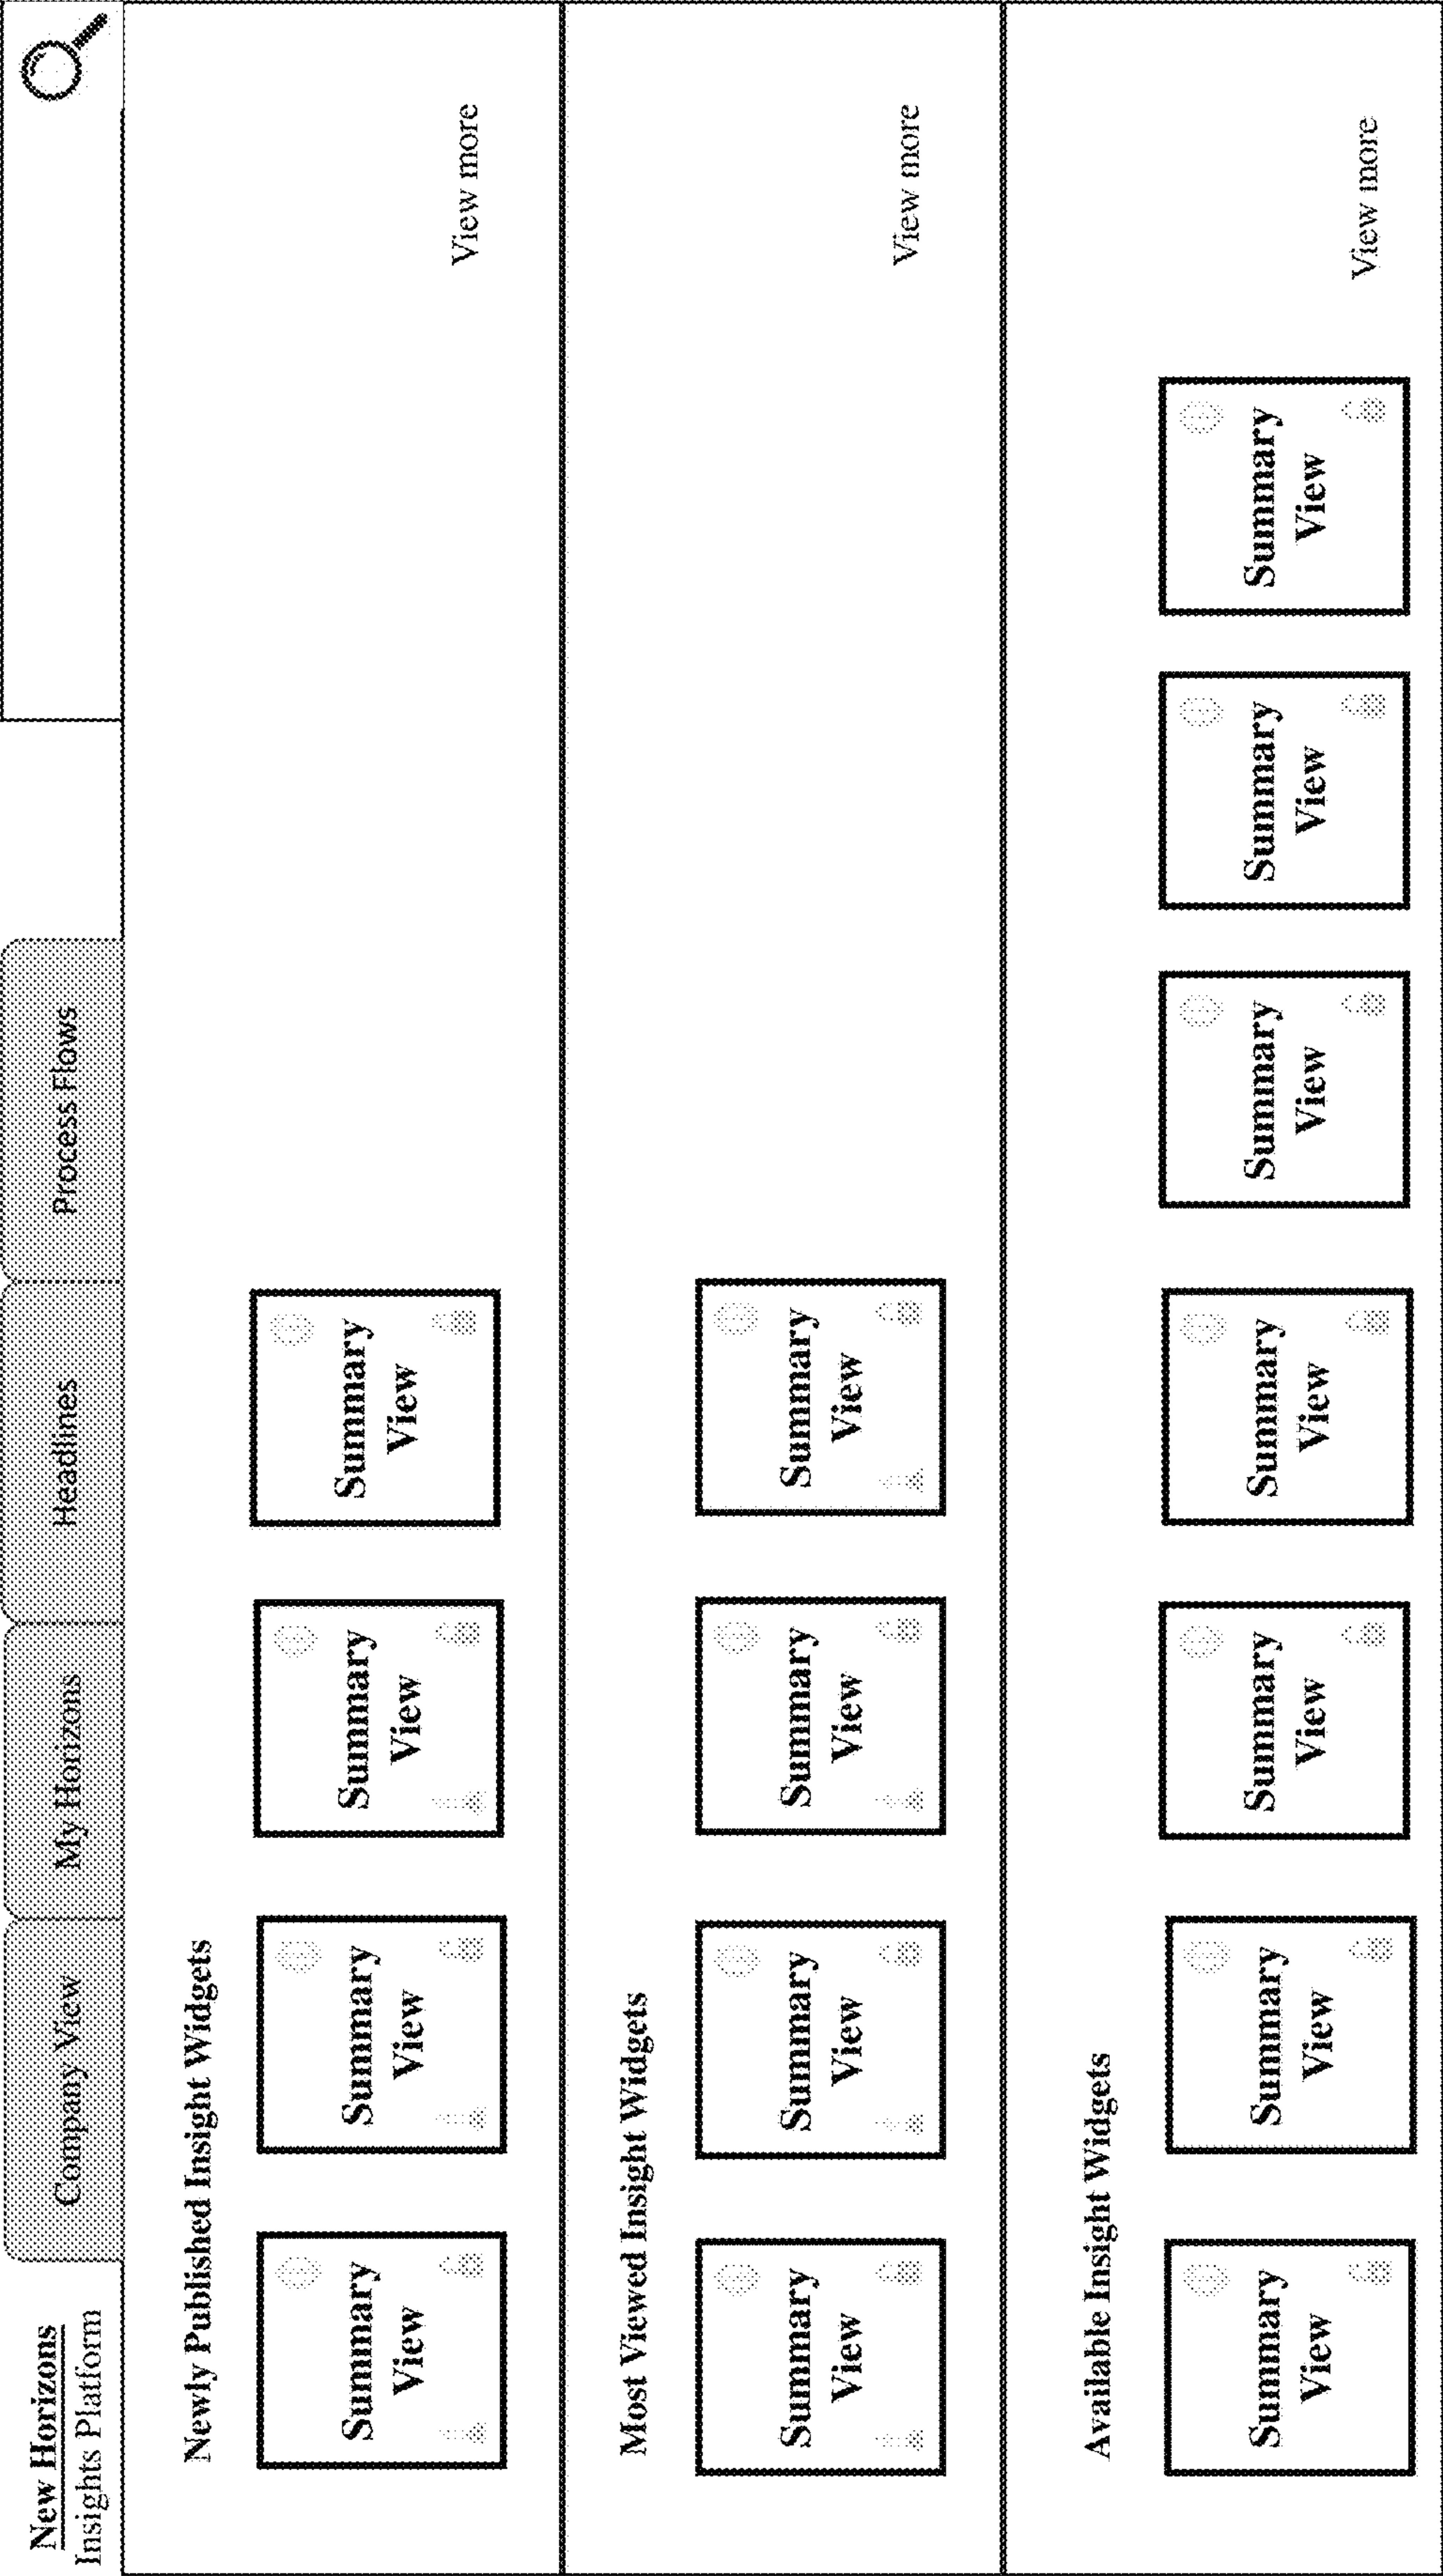 New Horizons
Insights Platform
Company View
My Horizons
Headlines
Process Flows
Newly Published Insight Widgets
Summary
View
Summary
View
Summary
View
Summary
View
View more
Most Viewed Insight Widgets
Summary
View
Summary
View
Summary
View
Summary
View
View more
Available Insight Widgets
Summary
View
Summary
View
Summary
View
Summary
View
Summary
View
Summary
View
Summary
View
View more